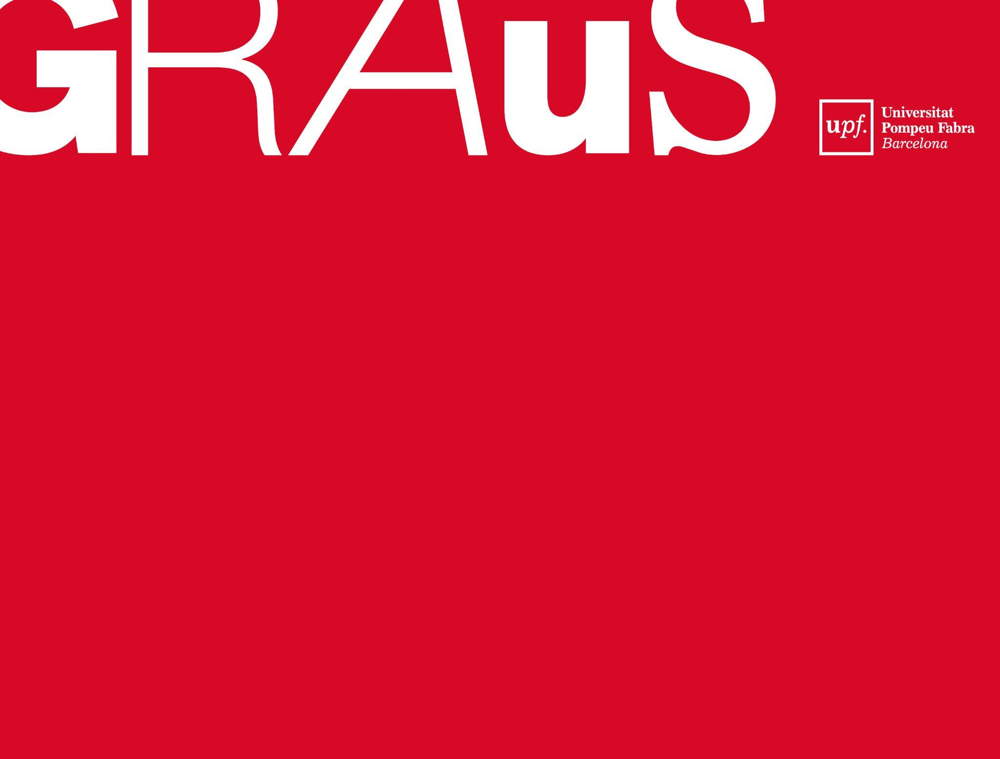 GRAuS
upf.
Universitat
Pompeu Fabra
Barcelona